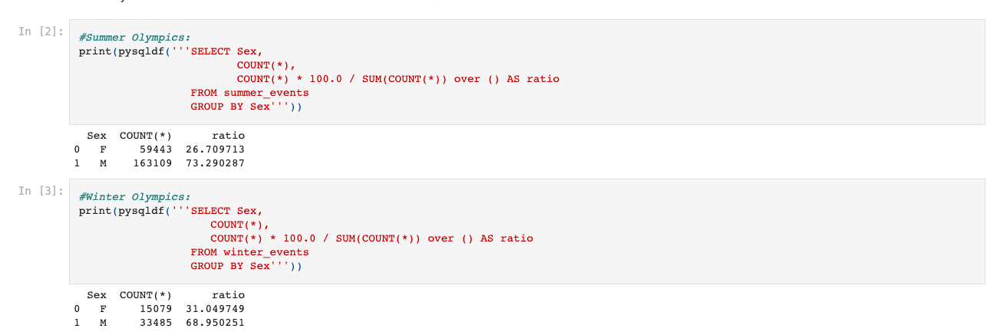 In [2]:
#Summer Olympics:
print(pysqldf('''SELECT Sex,
COUNT(*),
COUNT(*) * 100.0 / SUM(COUNT(*)) over () AS ratio
FROM summer_events
GROUP BY Sex'''))
Sex COUNT(*) ratio
0 F 59443 26.709713
1 M 163109 73.290287
In [3]:
#Winter Olympics:
print(pysqldf('''SELECT Sex,
COUNT(*),
COUNT(*) * 100.0 / SUM(COUNT(*)) over () AS ratio
FROM winter_events
GROUP BY Sex'''))
Sex COUNT(*) ratio
0 F 15079 31.049749
1 M 33485 68.950251